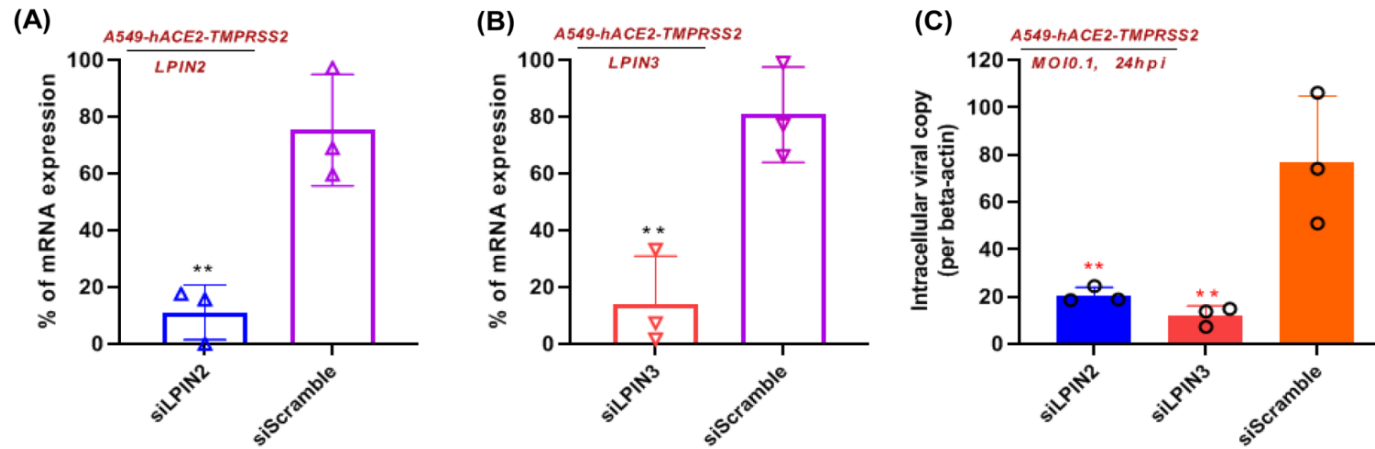 (A)
A549-hACE2-TMPRSS2
LPIN2
% of mRNA expression
100
80
60
40
20
0
**
siLPIN2
siScramble
(B)
A549-hACE2-TMPRSS2
LPIN3
% of mRNA expression
100
80
60
40
20
0
**
siLPIN3
siScramble
(C)
A549-hACE2-TMPRSS2
MOI0.1, 24hpi
Intracellular viral copy
(per beta-actin)
120
100
80
60
40
20
0
**
**
siLPIN2
siLPIN3
siScramble